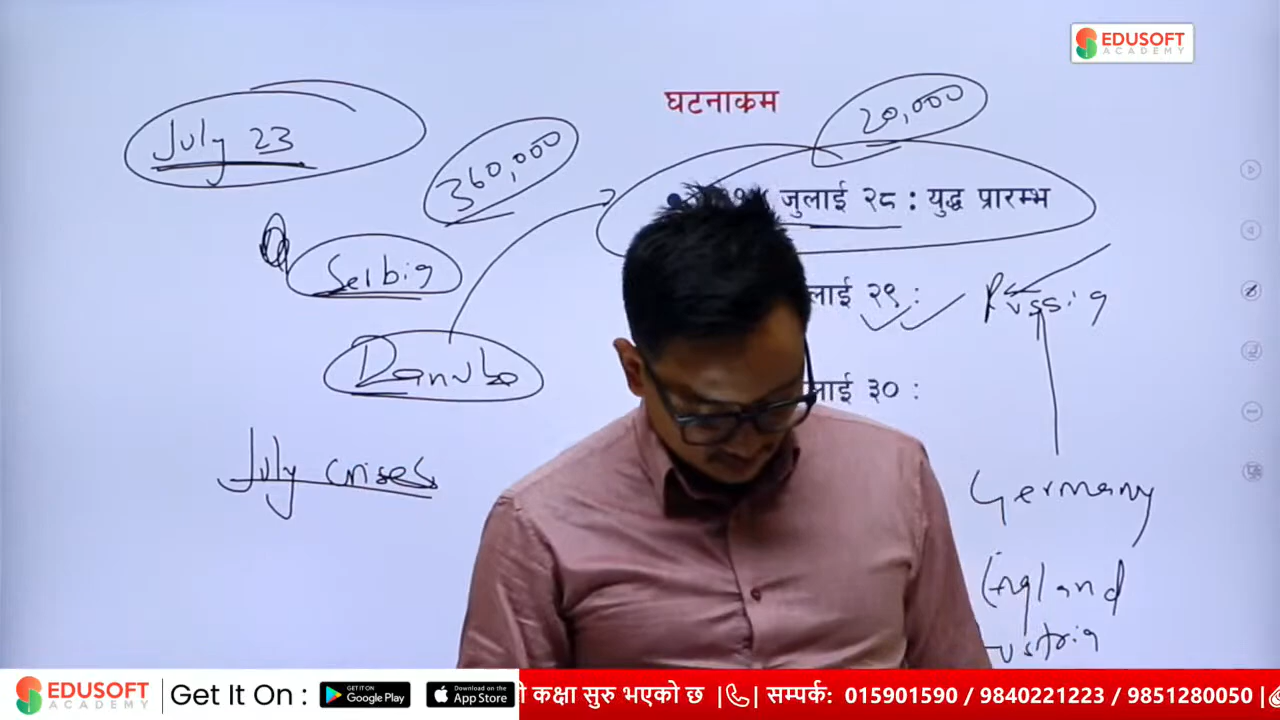 EDUSOFT
ACADEMY
घटनाक्रम
20,000
July 23
360,000
जुलाई २८ : युद्ध प्रारम्भ
Serbia
लाई २९ :
Russia
Danube
लाई ३० :
July crises
Germany
England
ustria
EDUSOFT
ACADEMY
Get It On :
GET IT ON
Google Play
Download on the
App Store
कक्षा सुरु भएको छ | | सम्पर्क: 015901590 / 9840221223 / 9851280050 |